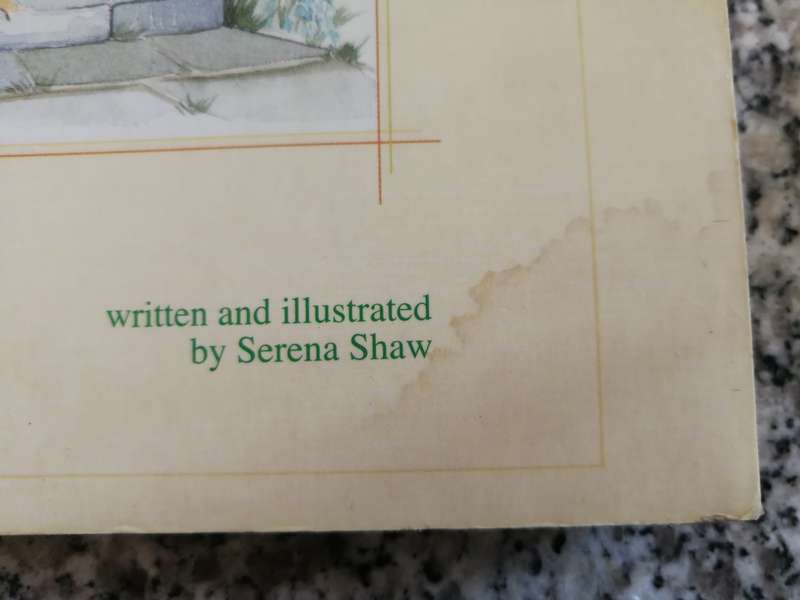 written and illustrated
by Serena Shaw